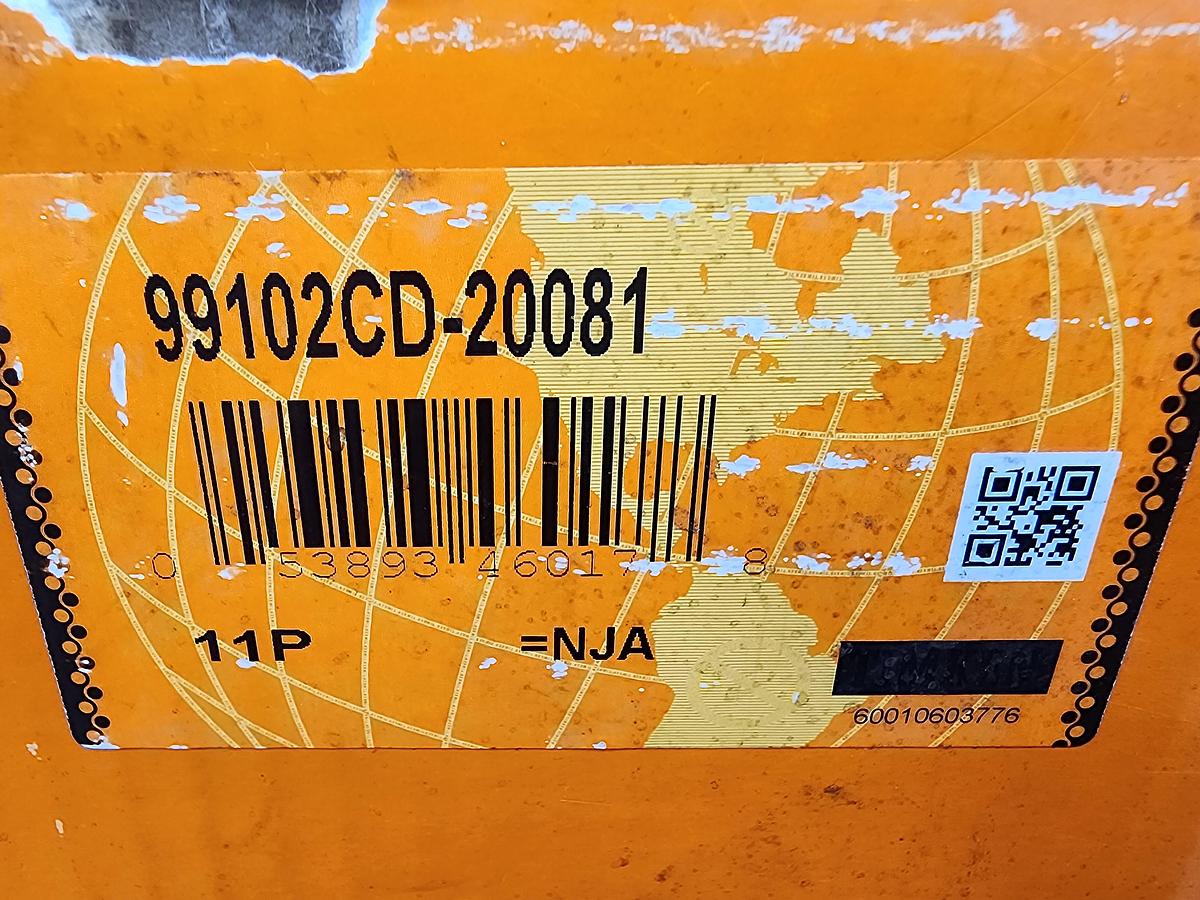 99102CD-20081
0 53893 46017 8
11P =NJA
60010603776